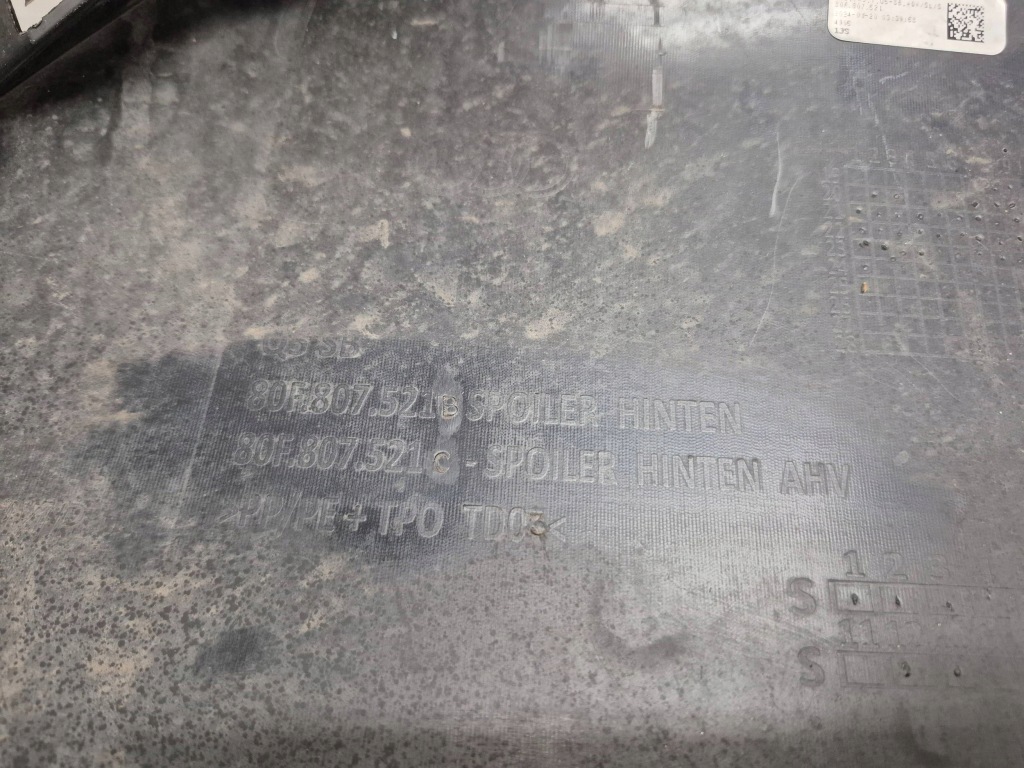 80F.807.521 B SPOILER HINTEN
80F.807.521 C - SPOILER HINTEN AHV
>PP/PE+TPO TD03<
1 2 3
S
11
S